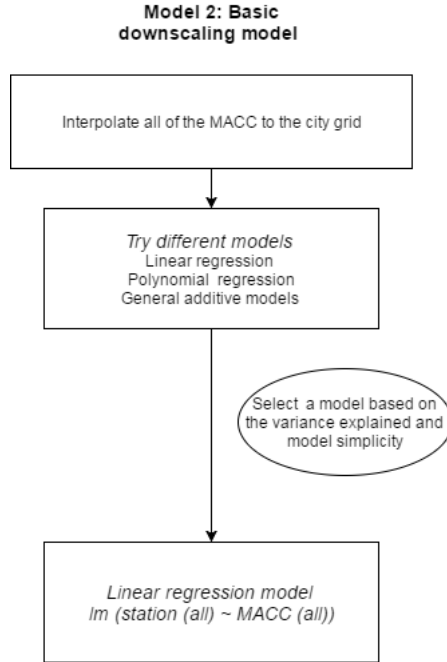 Model 2: Basic
downscaling model
Interpolate all of the MACC to the city grid
Try different models
Linear regression
Polynomial regression
General additive models
Select a model based on
the variance explained and
model simplicity
Linear regression model
lm (station (all) ~ MACC (all))